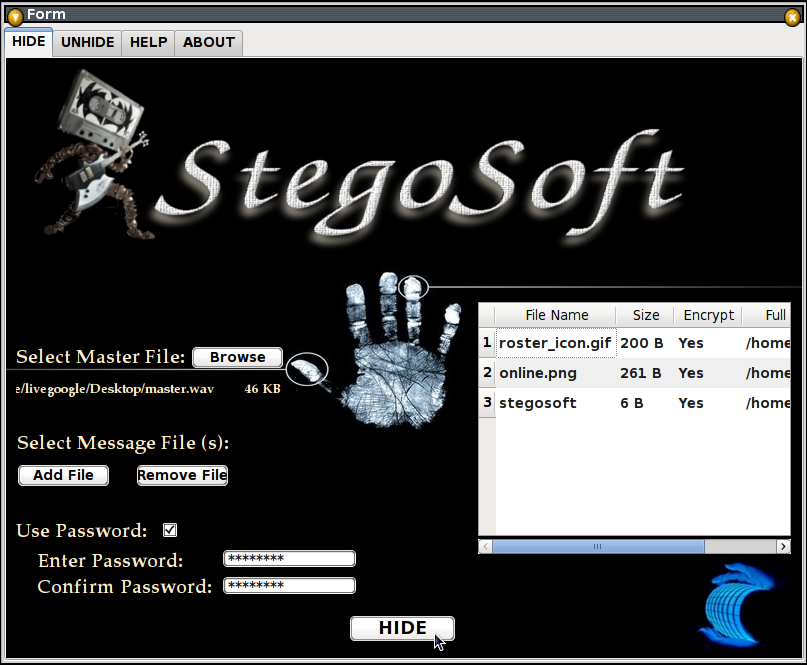 Form
HIDE UNHIDE HELP ABOUT
StegoSoft
Select Master File: Browse
e/livegoogle/Desktop/master.wav 46 KB
File Name Size Encrypt Full
1 roster_icon.gif 200 B Yes /home
2 online.png 261 B Yes /home
3 stegosoft 6 B Yes /home
Select Message File (s):
Add File Remove File
Use Password:
Enter Password: ********
Confirm Password: ********
HIDE